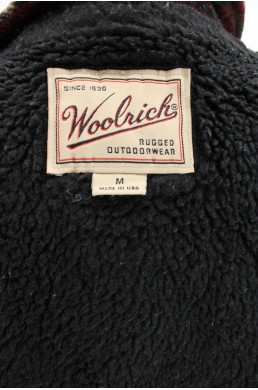 SINCE 1830
Woolrich®
RUGGED
OUTDOORWEAR
M
MADE IN USA